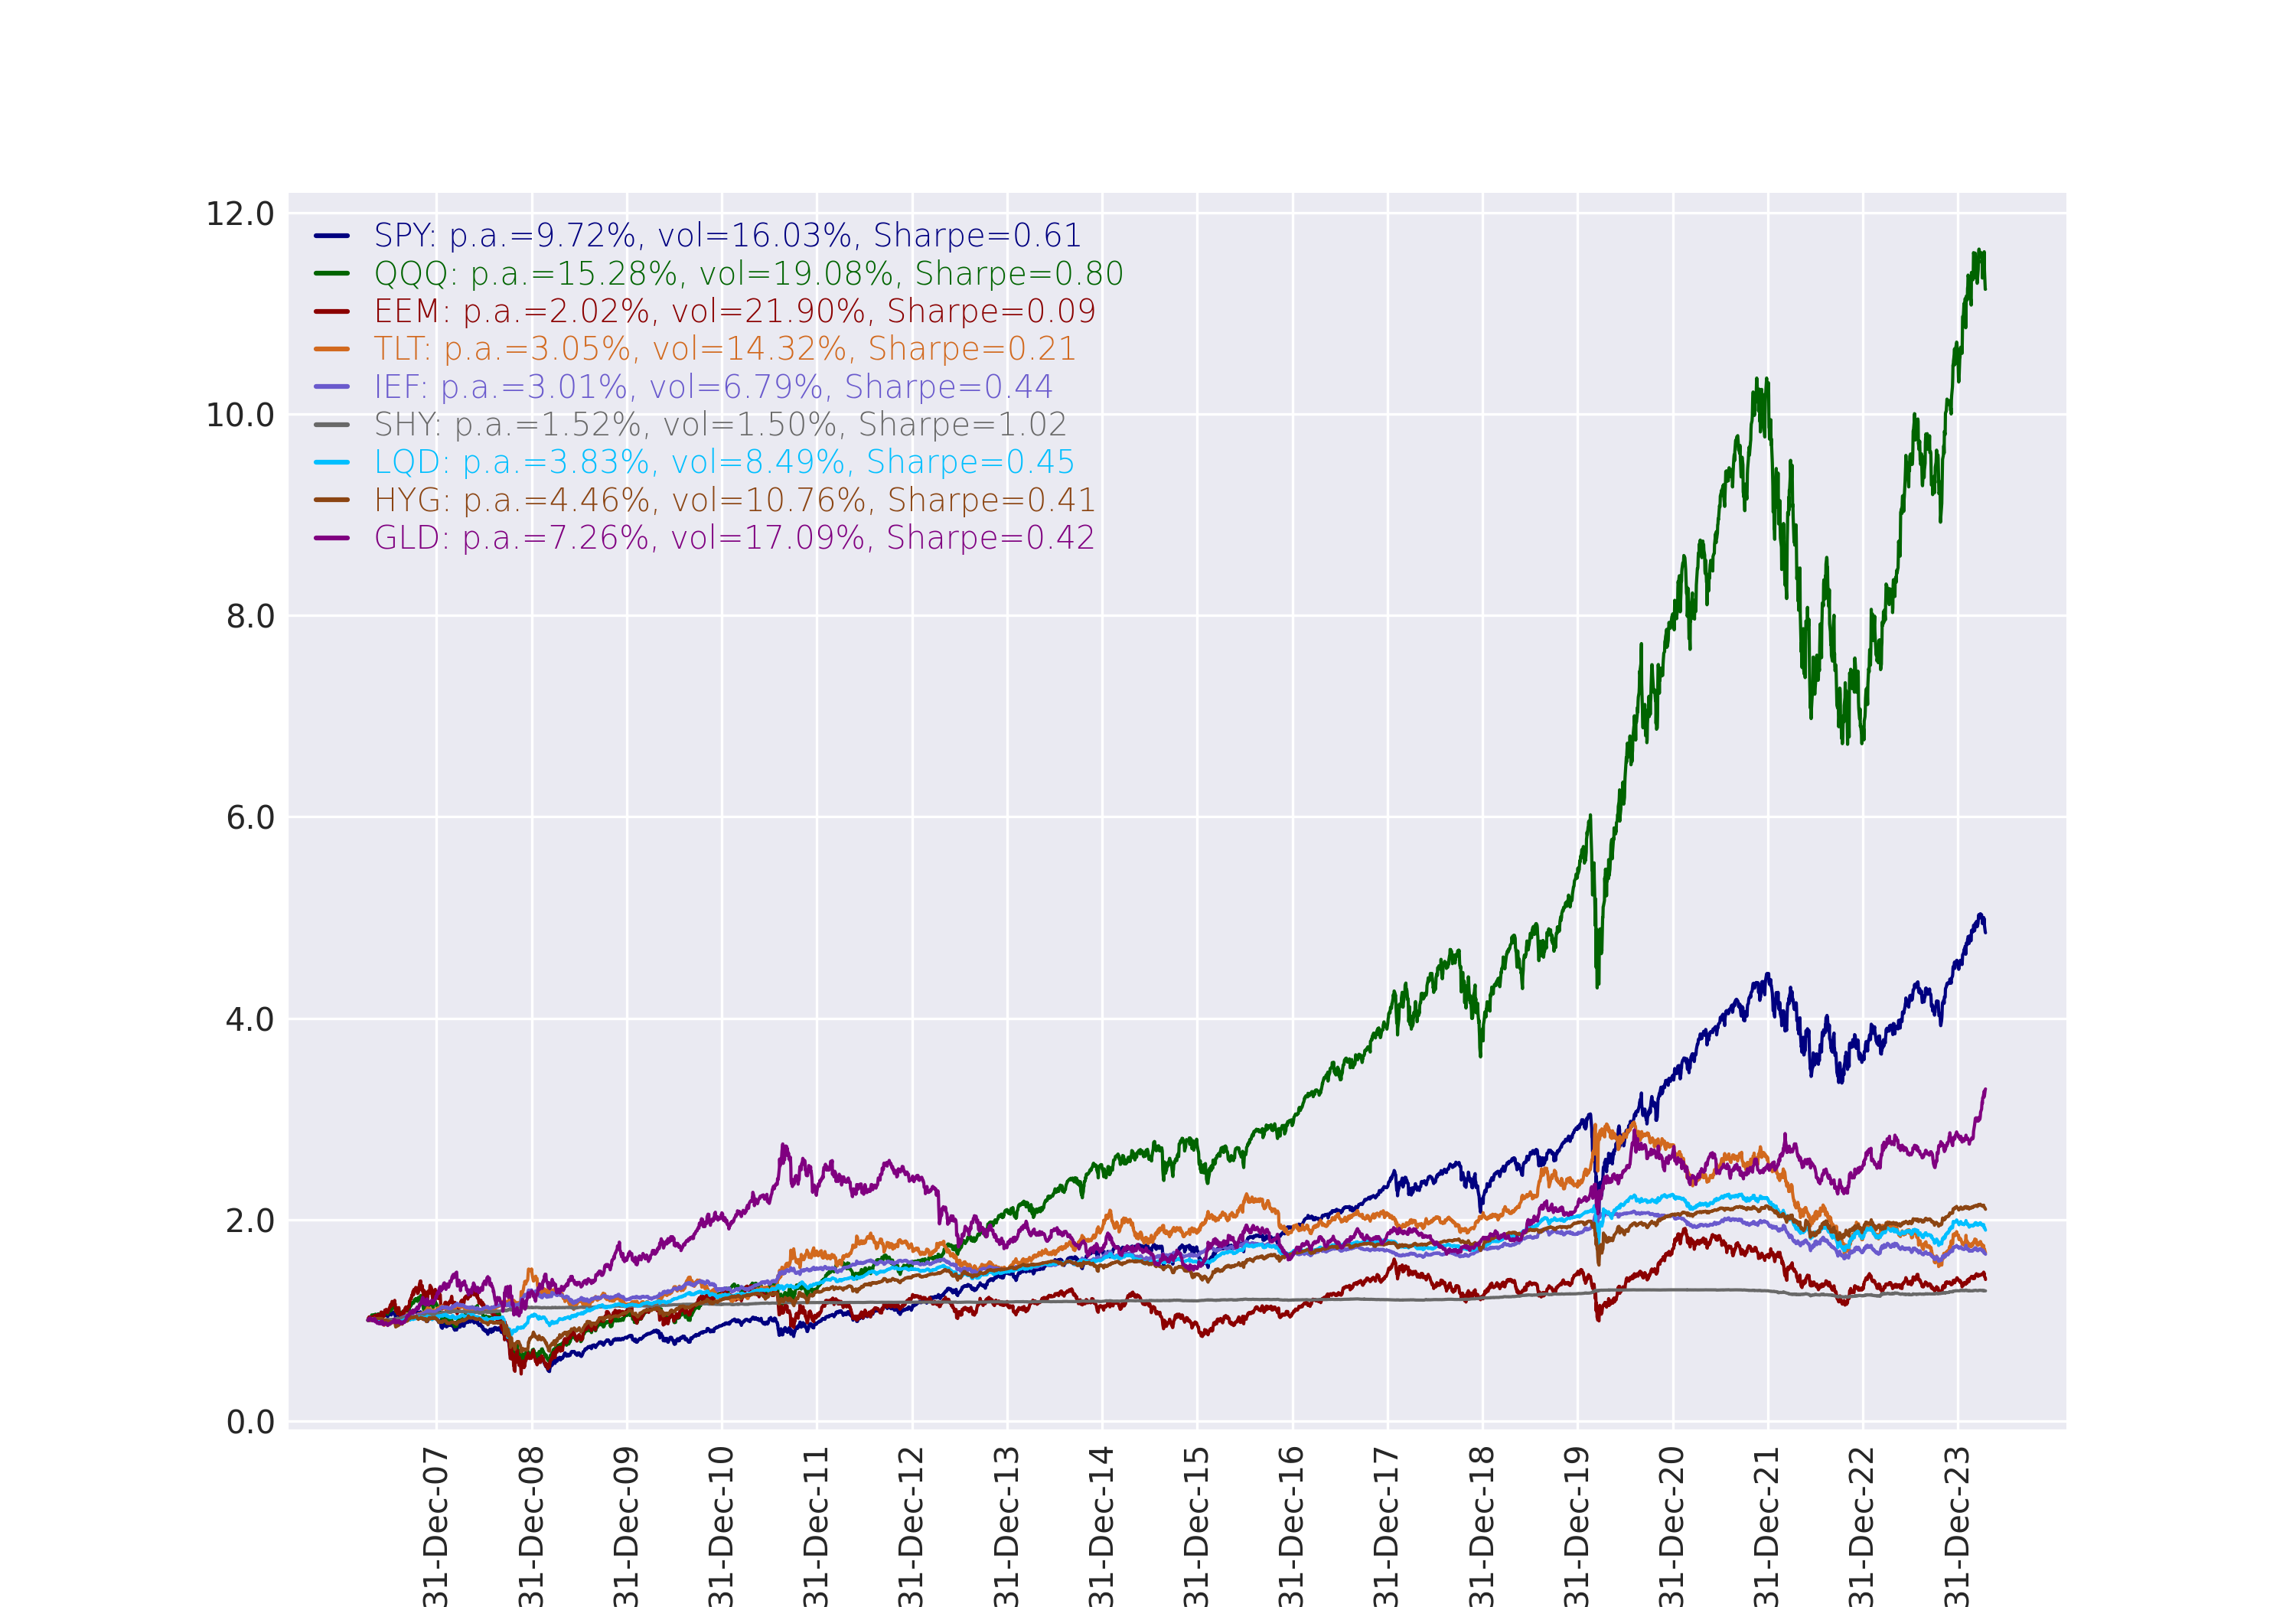 12.0
10.0
8.0
6.0
4.0
2.0
0.0
SPY: p.a.=9.72%, vol=16.03%, Sharpe=0.61
QQQ: p.a.=15.28%, vol=19.08%, Sharpe=0.80
EEM: p.a.=2.02%, vol=21.90%, Sharpe=0.09
TLT: p.a.=3.05%, vol=14.32%, Sharpe=0.21
IEF: p.a.=3.01%, vol=6.79%, Sharpe=0.44
SHY: p.a.=1.52%, vol=1.50%, Sharpe=1.02
LQD: p.a.=3.83%, vol=8.49%, Sharpe=0.45
HYG: p.a.=4.46%, vol=10.76%, Sharpe=0.41
GLD: p.a.=7.26%, vol=17.09%, Sharpe=0.42
31-Dec-07
31-Dec-08
31-Dec-09
31-Dec-10
31-Dec-11
31-Dec-12
31-Dec-13
31-Dec-14
31-Dec-15
31-Dec-16
31-Dec-17
31-Dec-18
31-Dec-19
31-Dec-20
31-Dec-21
31-Dec-22
31-Dec-23